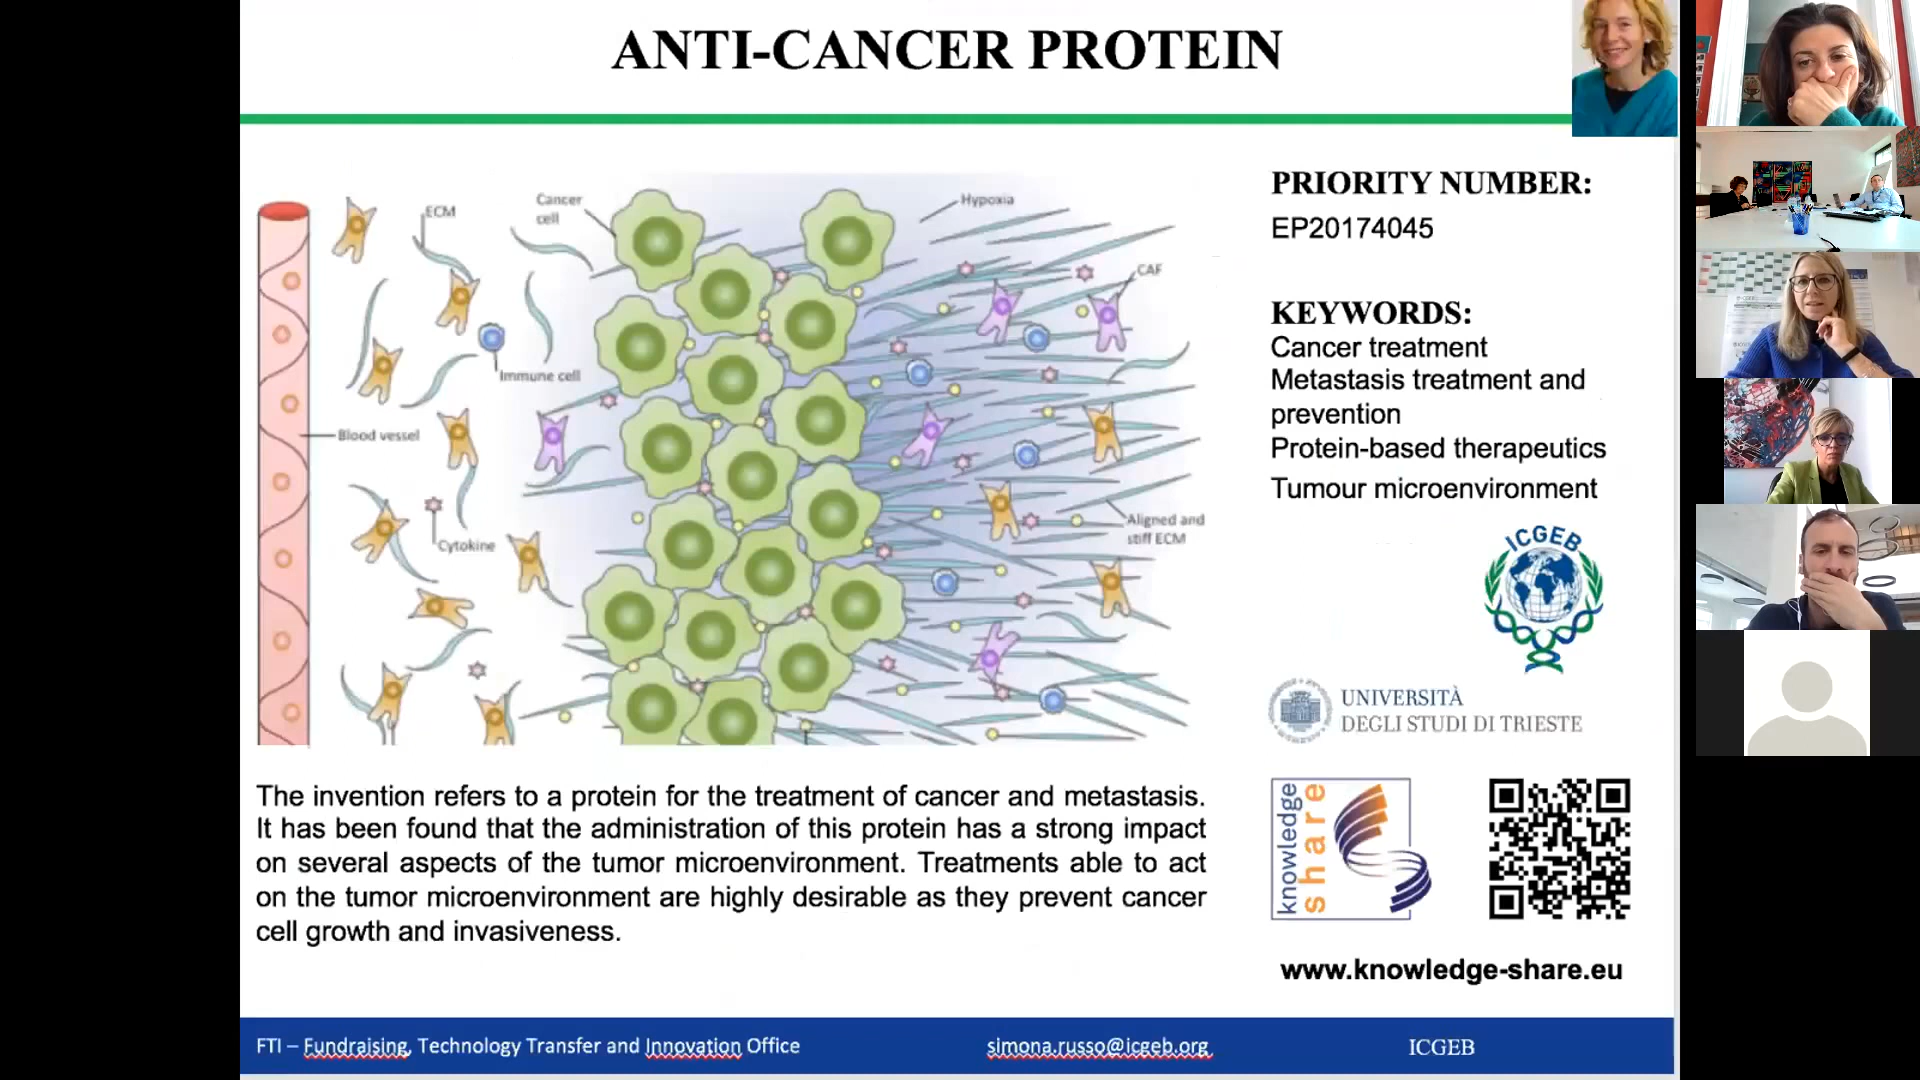 ANTI-CANCER PROTEIN
ECM
Cancer
cell
Hypoxia
CAF
Immune cell
Blood vessel
Cytokine
Aligned and
stiff ECM
PRIORITY NUMBER:
EP20174045
KEYWORDS:
Cancer treatment
Metastasis treatment and
prevention
Protein-based therapeutics
Tumour microenvironment
ICGEB
UNIVERSITÀ
DEGLI STUDI DI TRIESTE
knowledge
share
www.knowledge-share.eu
The invention refers to a protein for the treatment of cancer and metastasis.
It has been found that the administration of this protein has a strong impact
on several aspects of the tumor microenvironment. Treatments able to act
on the tumor microenvironment are highly desirable as they prevent cancer
cell growth and invasiveness.
FTI – Fundraising, Technology Transfer and Innovation Office
simona.russo@icgeb.org
ICGEB